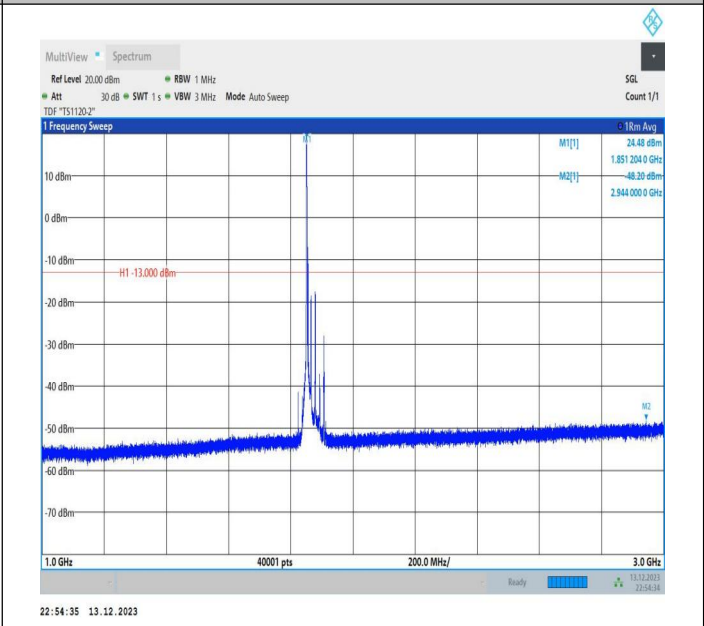 R&S
MultiView Spectrum
Ref Level 20.00 dBm RBW 1 MHz SGL
Att 30 dB SWT 1 s VBW 3 MHz Mode Auto Sweep Count 1/1
TDF "TS1120-2"
1 Frequency Sweep 1Rm Avg
M1 M1[1] 24.48 dBm
1.851 204 0 GHz
10 dBm M2[1] -48.20 dBm
2.944 000 0 GHz
0 dBm
-10 dBm
H1 -13.000 dBm
-20 dBm
-30 dBm
-40 dBm
M2
-50 dBm
-60 dBm
-70 dBm
1.0 GHz 40001 pts 200.0 MHz/ 3.0 GHz
Ready 13.12.2023
22:54:34
22:54:35 13.12.2023